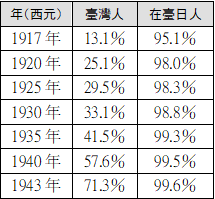 年(西元) 臺灣人 在臺日人
1917 年 13.1% 95.1%
1920 年 25.1% 98.0%
1925 年 29.5% 98.3%
1930 年 33.1% 98.8%
1935 年 41.5% 99.3%
1940 年 57.6% 99.5%
1943 年 71.3% 99.6%